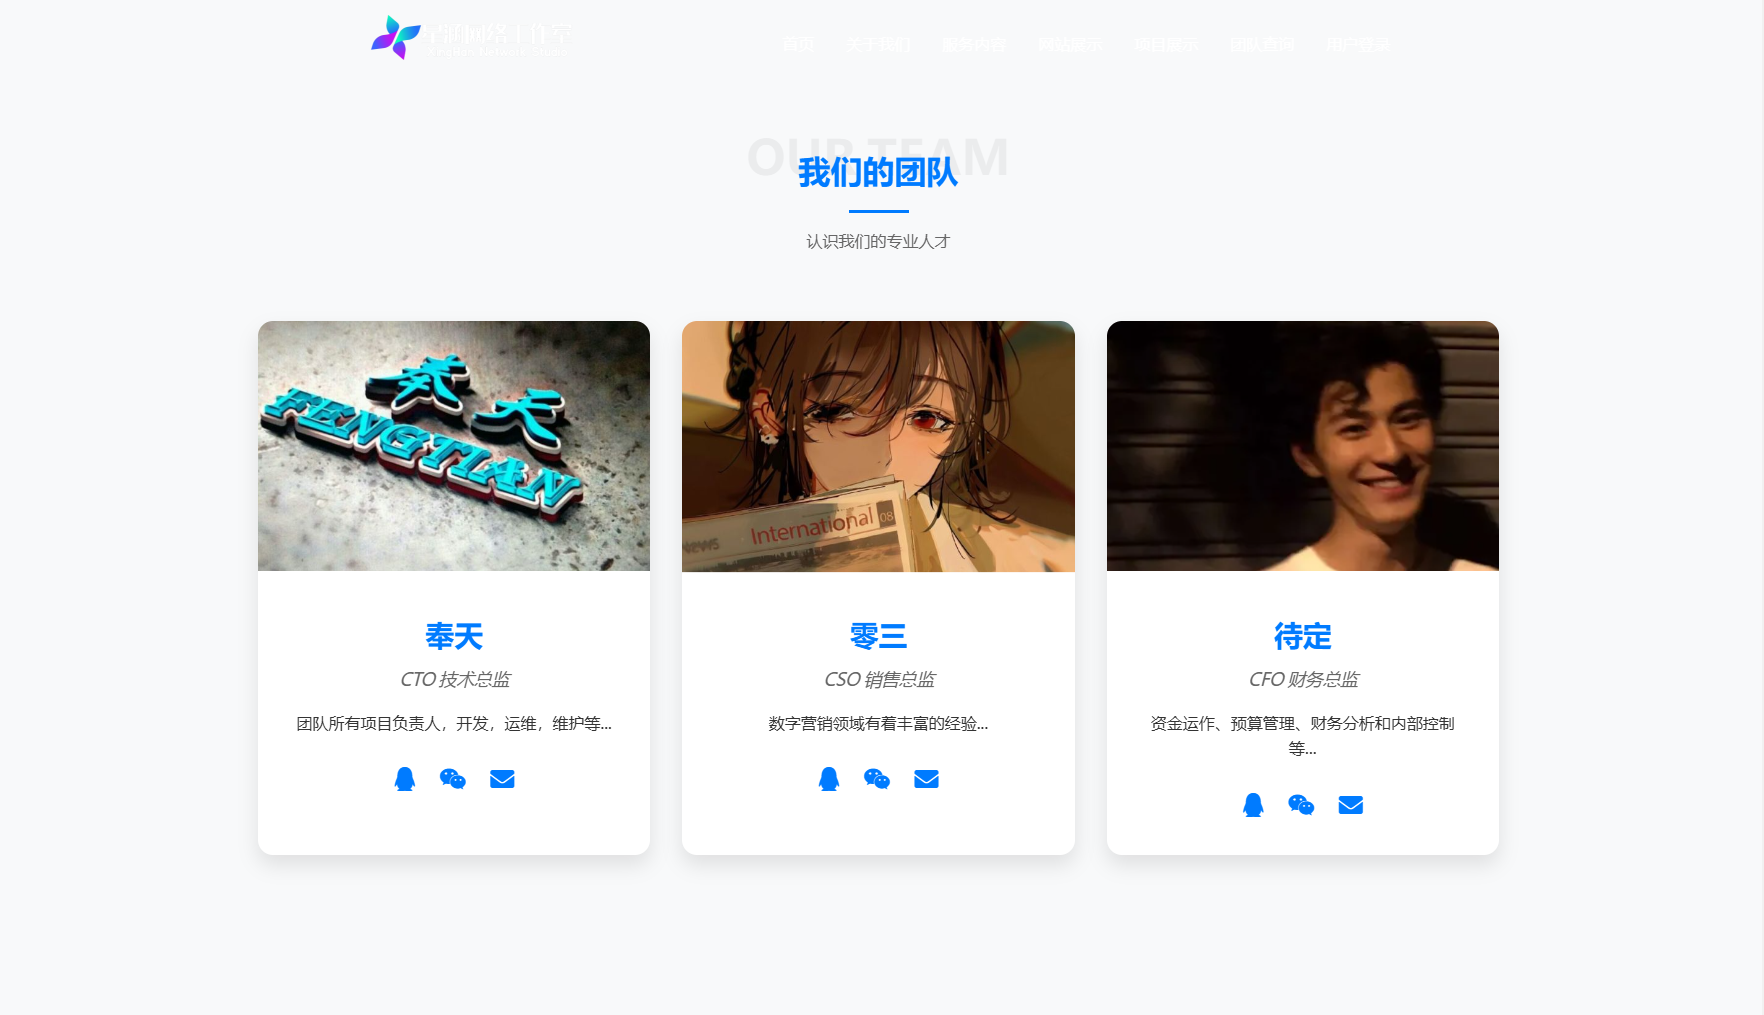 首页 关于我们 服务内容 网站展示 项目展示 团队查询 用户登录
OUR TEAM
我们的团队
认识我们的专业人才
奉天
FENGTIAN
News International 08
奉天
CTO 技术总监
团队所有项目负责人，开发，运维，维护等...
零三
CSO 销售总监
数字营销领域有着丰富的经验...
待定
CFO 财务总监
资金运作、预算管理、财务分析和内部控制
等...